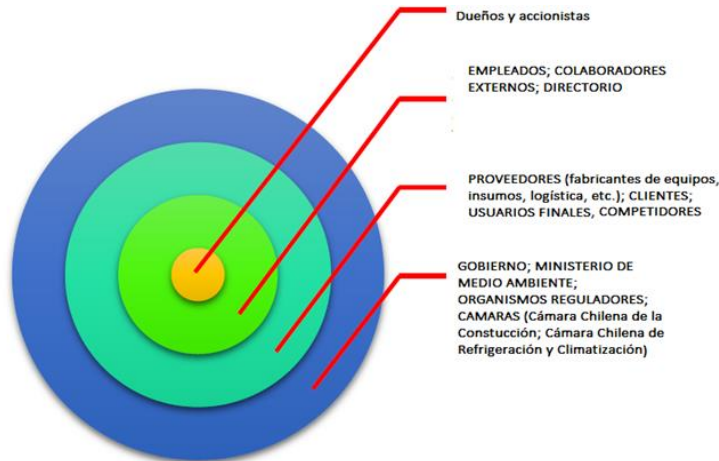 Dueños y accionistas
EMPLEADOS; COLABORADORES
EXTERNOS; DIRECTORIO
PROVEEDORES (fabricantes de equipos,
insumos, logística, etc.); CLIENTES;
USUARIOS FINALES, COMPETIDORES
GOBIERNO; MINISTERIO DE
MEDIO AMBIENTE;
ORGANISMOS REGULADORES;
CAMARAS (Cámara Chilena de la
Constucción; Cámara Chilena de
Refrigeración y Climatización)